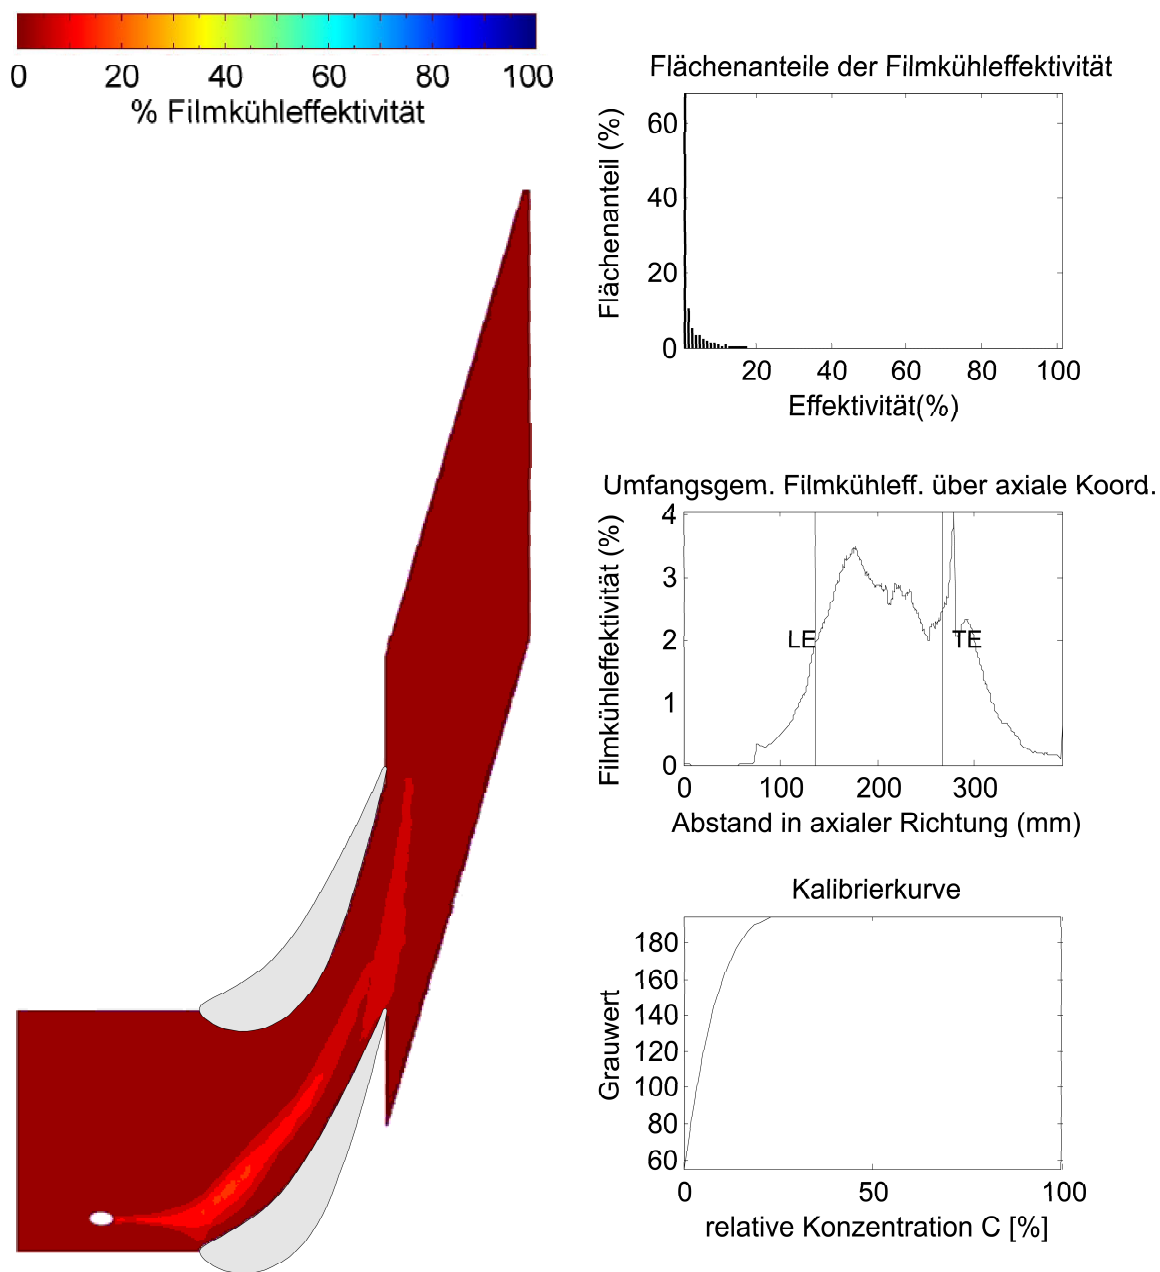 0 20 40 60 80 100
% Filmkühleffektivität
Flächenanteile der Filmkühleffektivität
Flächenanteil (%)
60
40
20
0
20 40 60 80 100
Effektivität(%)
Umfangsgem. Filmkühleff. über axiale Koord.
Filmkühleffektivität (%)
4
3
2
1
0
LE
TE
0 100 200 300
Abstand in axialer Richtung (mm)
Kalibrierkurve
Grauwert
180
160
140
120
100
80
60
0 50 100
relative Konzentration C [%]